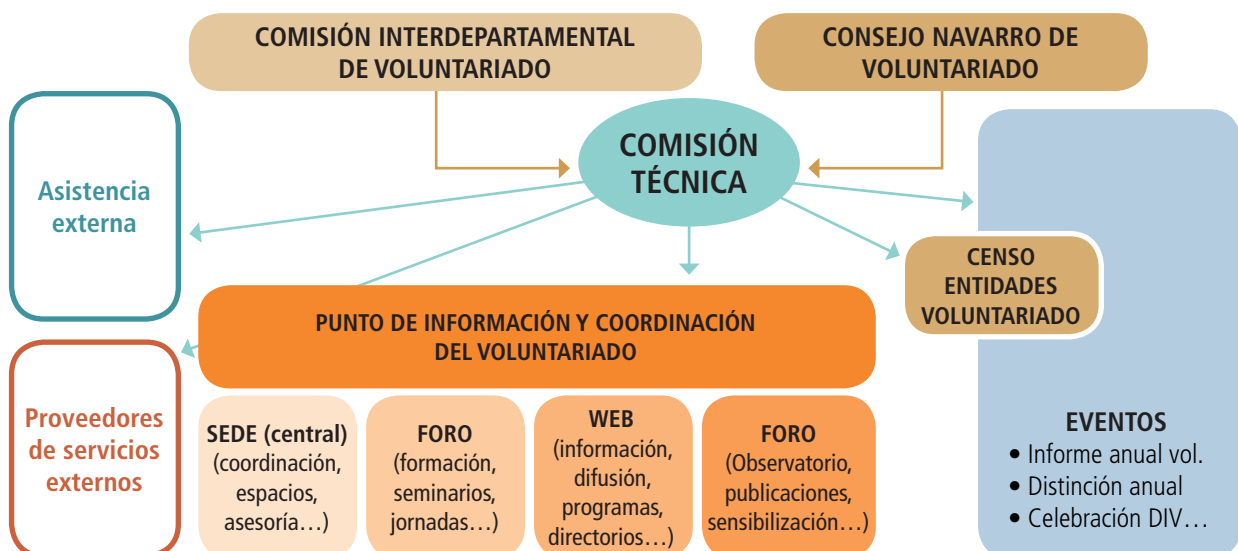 COMISIÓN INTERDEPARTAMENTAL
DE VOLUNTARIADO
CONSEJO NAVARRO DE
VOLUNTARIADO
COMISIÓN
TÉCNICA
Asistencia
externa
CENSO
ENTIDADES
VOLUNTARIADO
PUNTO DE INFORMACIÓN Y COORDINACIÓN
DEL VOLUNTARIADO
Proveedores
de servicios
externos
SEDE (central)
(coordinación,
espacios,
asesoría…)
FORO
(formación,
seminarios,
jornadas…)
WEB
(información,
difusión,
programas,
directorios…)
FORO
(Observatorio,
publicaciones,
sensibilización…)
EVENTOS
• Informe anual vol.
• Distinción anual
• Celebración DIV…